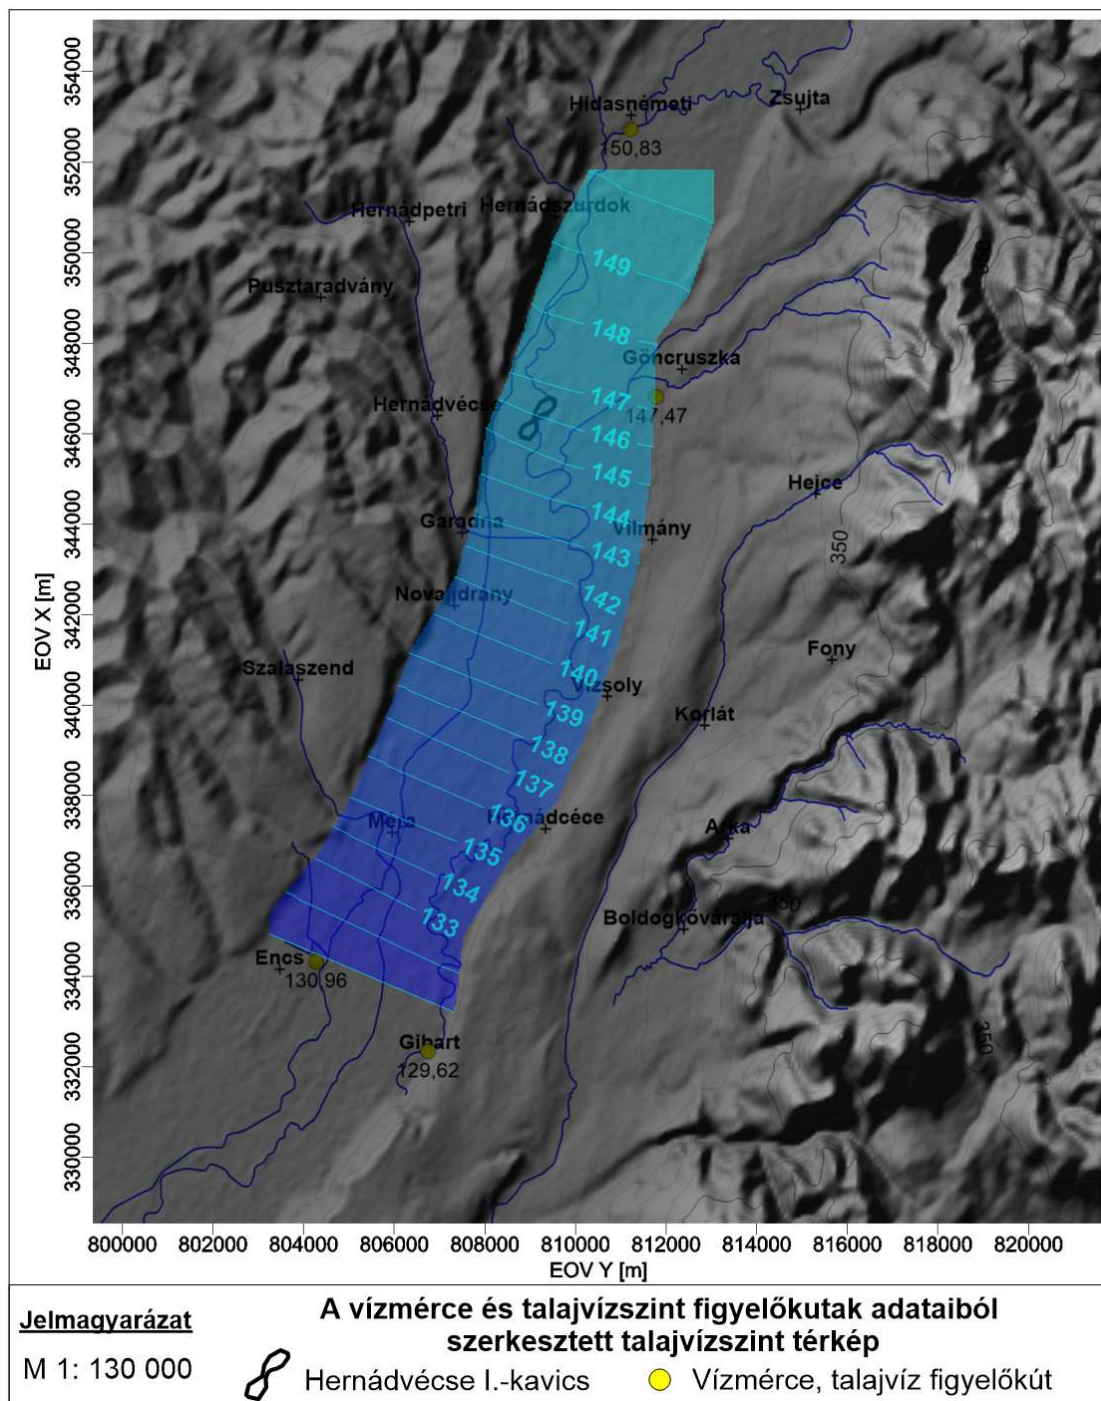 354000
352000
350000
348000
346000
344000
342000
340000
338000
336000
334000
332000
330000
EOV X [m]
Hidasnémeti
150,83
Zsujta
Hernádpetri
Hernádszurdok
Pusztaradvány
350
149
148
Göncruszka
147
147,47
Hernádvécse
146
145
Hejce
144
Garadna
Vilmány
143
350
142
Novajidrány
141
Fony
140
Szalaszend
Vizsoly
139
Korlát
138
137
136
Hernádcéce
Mera
Arka
135
134
350
133
Boldogkőváralja
Encs
130,96
350
Gibárt
129,62
800000 802000 804000 806000 808000 810000 812000 814000 816000 818000 820000
EOV Y [m]
Jelmagyarázat
M 1: 130 000
A vízmérce és talajvízszint figyelőkutak adataiból
szerkesztett talajvízszint térkép
Hernádvécse I.-kavics
Vízmérce, talajvíz figyelőkút